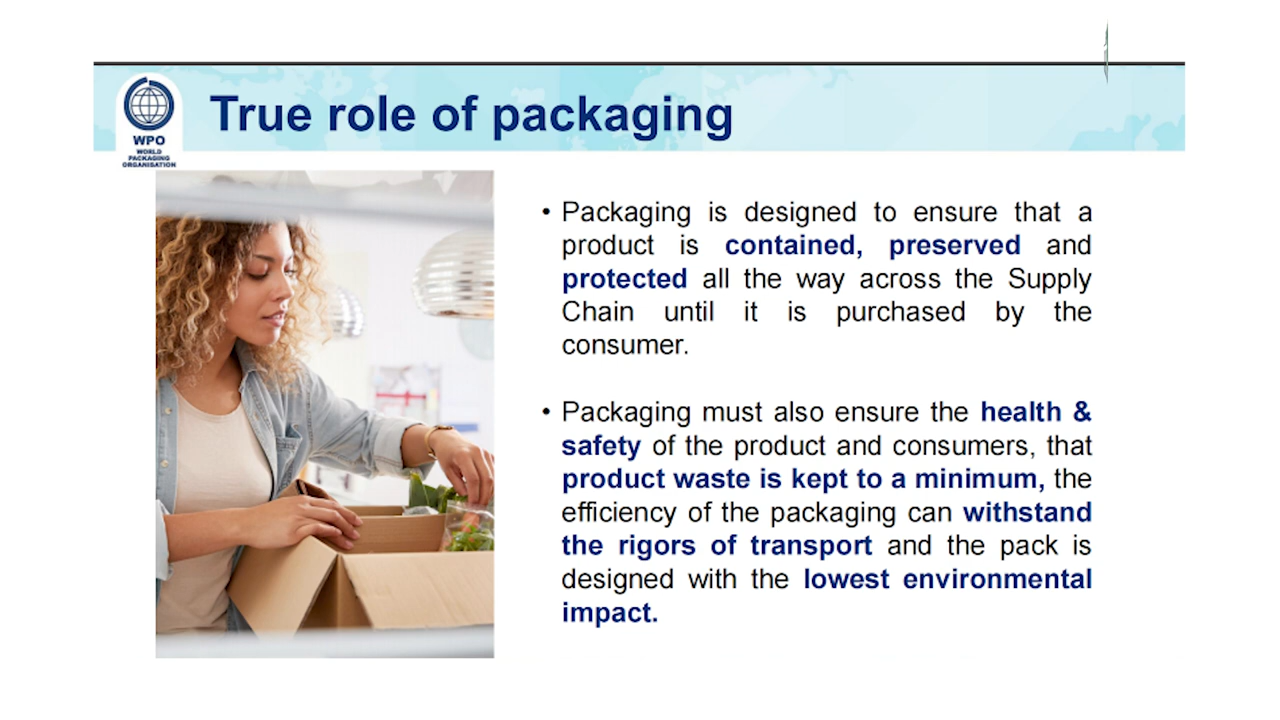 True role of packaging
WPO
WORLD
PACKAGING
ORGANISATION
• Packaging is designed to ensure that a
product is contained, preserved and
protected all the way across the Supply
Chain until it is purchased by the
consumer.
• Packaging must also ensure the health &
safety of the product and consumers, that
product waste is kept to a minimum, the
efficiency of the packaging can withstand
the rigors of transport and the pack is
designed with the lowest environmental
impact.